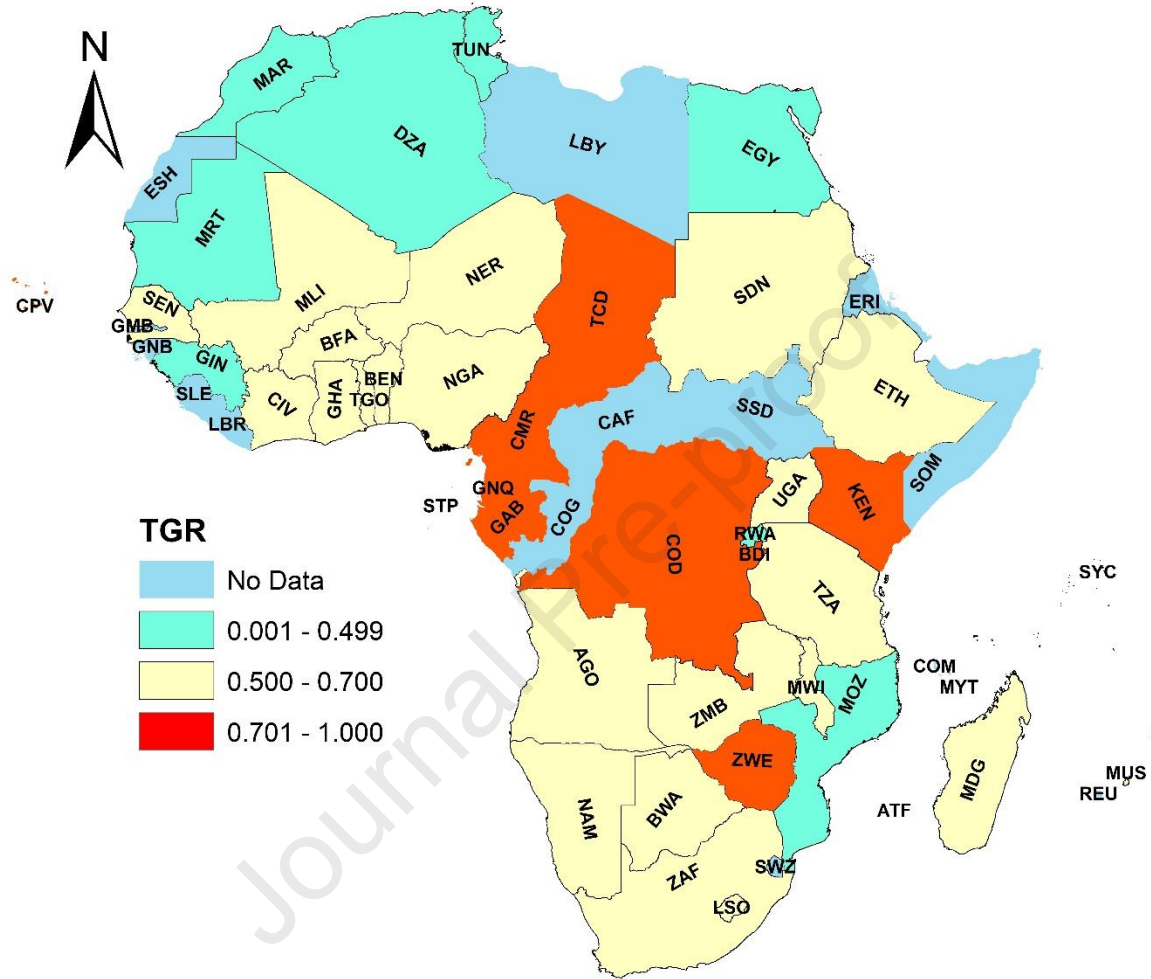 N
TUN
MAR
DZA
LBY
EGY
ESH
MRT
CPV
MLI
NER
TCD
SDN
ERI
SEN
GMB
GNB
GIN
BFA
SLE
LBR
CIV
GHA
TGO
BEN
NGA
CMR
CAF
SSD
ETH
SOM
STP
GNQ
GAB
COG
COD
UGA
KEN
RWA
BDI
TZA
SYC
COM
MYT
AGO
ZMB
MWI
MOZ
ZWE
MDG
MUS
REU
ATF
NAM
BWA
ZAF
SWZ
LSO
TGR
No Data
0.001 - 0.499
0.500 - 0.700
0.701 - 1.000
Journal Pre-proof